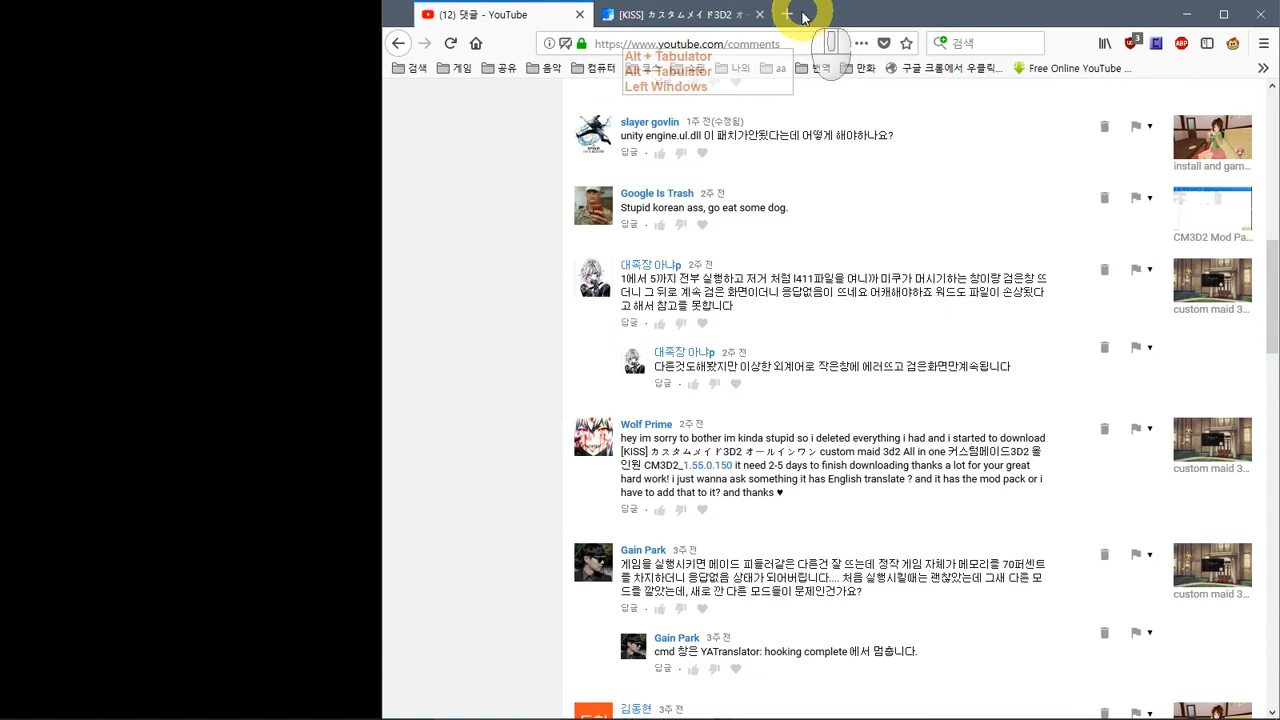 (12) 댓글 - YouTube
[KISS] カスタムメイド3D2 オー
https://www.youtube.com/comments
검색
Alt + Tabulator
Alt + Tabulator
Left Windows
게임
공유
음악
컴퓨터
나의
aa
번역
만화
구글 크롬에서 우클릭...
Free Online YouTube ...
slayer govlin 1주 전(수정됨)
unity engine.ul.dll 이 패치가안됐다는데 어떻게 해야하나요?
답글
install and gam...
Google Is Trash 2주 전
Stupid korean ass, go eat some dog.
답글
CM3D2 Mod Pa...
대족장 아냐p 2주 전
1에서 5까지 전부 실행하고 저거 처럼 l411파일을 여니까 미쿠가 머시기하는 창이랑 검은창 뜨
더니 그 뒤로 계속 검은 화면이더니 응답없음이 뜨네요 어캐해야하죠 워드도 파일이 손상됬다
고 해서 참고를 못합니다
답글
custom maid 3...
대족장 아냐p 2주 전
다른것도해봤지만 이상한 외계어로 작은창에 에러뜨고 검은화면만계속됩니다
답글
Wolf Prime 2주 전
hey im sorry to bother im kinda stupid so i deleted everything i had and i started to download
[KISS] カスタムメイド3D2 オールインワン custom maid 3d2 All in one 커스텀메이드3D2 올
인원 CM3D2_1.55.0.150 it need 2-5 days to finish downloading thanks a lot for your great
hard work! i just wanna ask something it has English translate ? and it has the mod pack or i
have to add that to it? and thanks ♥
답글
custom maid 3...
Gain Park 3주 전
게임을 실행시키면 메이드 피들러같은 다른건 잘 뜨는데 정작 게임 자체가 메모리를 70퍼센트
를 차지하더니 응답없음 상태가 되어버립니다.... 처음 실행시킬때는 괜찮았는데 그새 다른 모
드를 깔았는데, 새로 깐 다른 모드들이 문제인건가요?
답글
custom maid 3...
Gain Park 3주 전
cmd 창은 YATranslator: hooking complete 에서 멈춥니다.
답글
김동현 3주 전